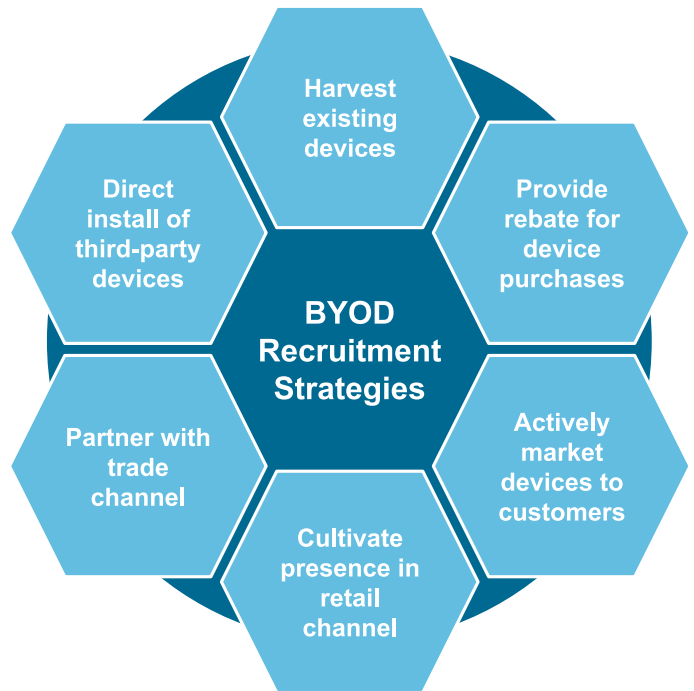 Harvest
existing
devices
Provide
rebate for
device
purchases
Actively
market
devices to
customers
Cultivate
presence in
retail
channel
Partner with
trade
channel
Direct
install of
third-party
devices
BYOD
Recruitment
Strategies